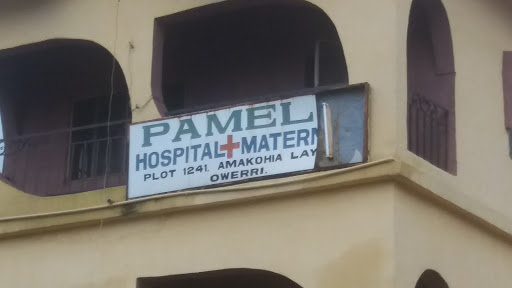 PAMEL
HOSPITAL + MATERN
PLOT 1241. AMAKOHIA LAY
OWERRI.